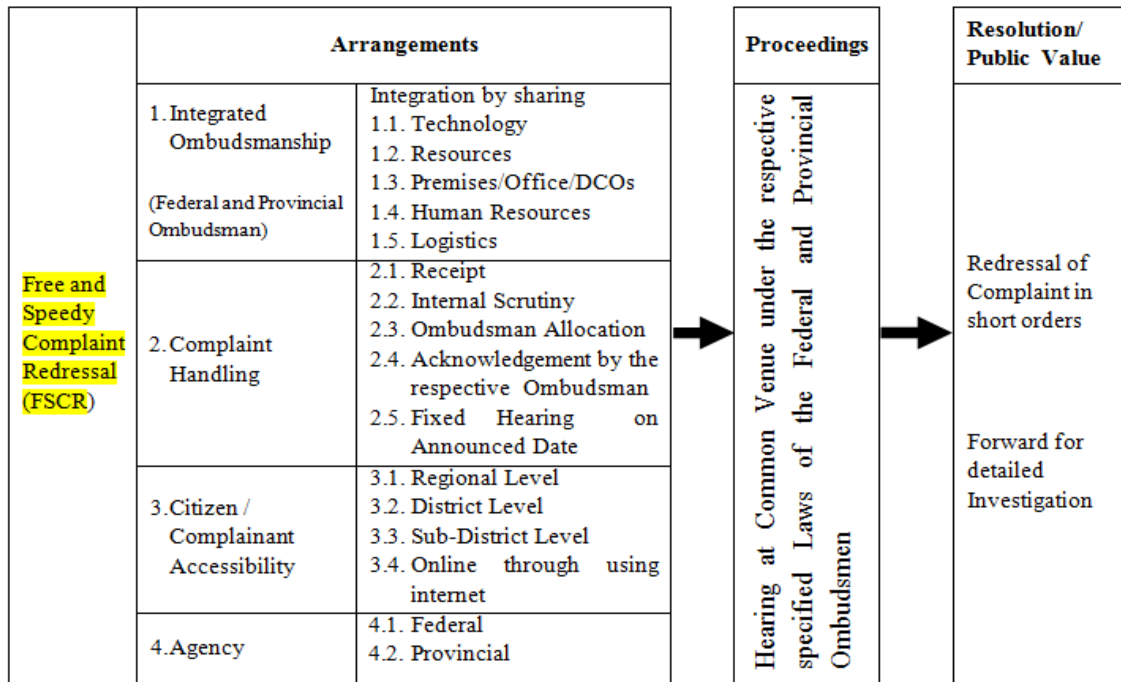 Arrangements
Proceedings
Resolution/
Public Value
Free and
Speedy
Complaint
Redressal
(FSCR)
1. Integrated
Ombudsmanship
(Federal and Provincial
Ombudsman)
Integration by sharing
1.1. Technology
1.2. Resources
1.3. Premises/Office/DCOs
1.4. Human Resources
1.5. Logistics
2. Complaint
Handling
2.1. Receipt
2.2. Internal Scrutiny
2.3. Ombudsman Allocation
2.4. Acknowledgement by the
respective Ombudsman
2.5. Fixed Hearing on
Announced Date
3. Citizen /
Complainant
Accessibility
3.1. Regional Level
3.2. District Level
3.3. Sub-District Level
3.4. Online through using
internet
4. Agency
4.1. Federal
4.2. Provincial
Hearing at Common Venue under the respective
specified Laws of the Federal and Provincial
Ombudsmen
Redressal of
Complaint in
short orders
Forward for
detailed
Investigation